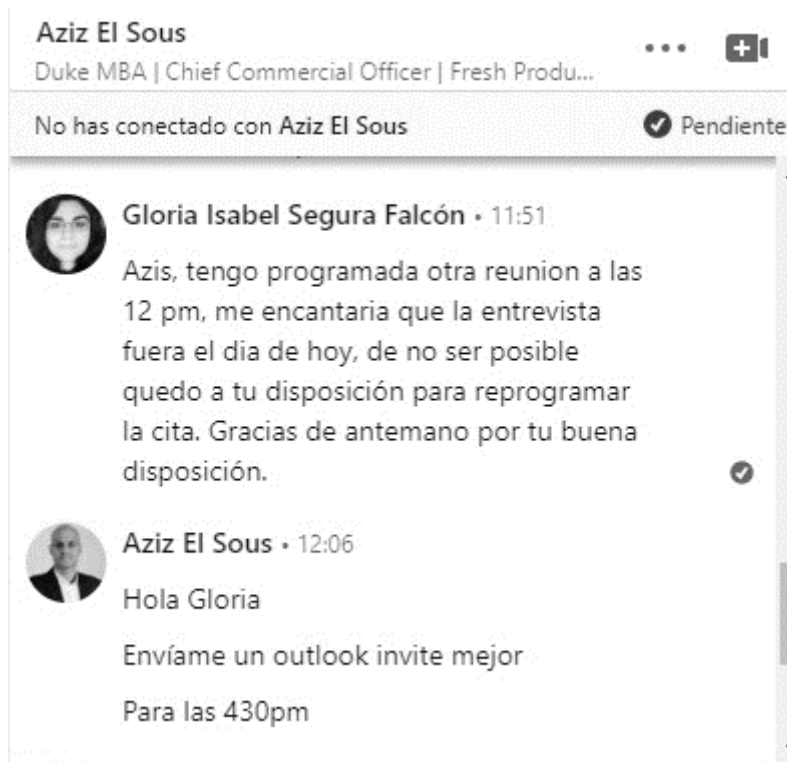 Aziz El Sous
Duke MBA | Chief Commercial Officer | Fresh Produ...
No has conectado con Aziz El Sous
Pendiente
Gloria Isabel Segura Falcón • 11:51
Azis, tengo programada otra reunion a las
12 pm, me encantaria que la entrevista
fuera el dia de hoy, de no ser posible
quedo a tu disposición para reprogramar
la cita. Gracias de antemano por tu buena
disposición.
Aziz El Sous • 12:06
Hola Gloria
Envíame un outlook invite mejor
Para las 430pm